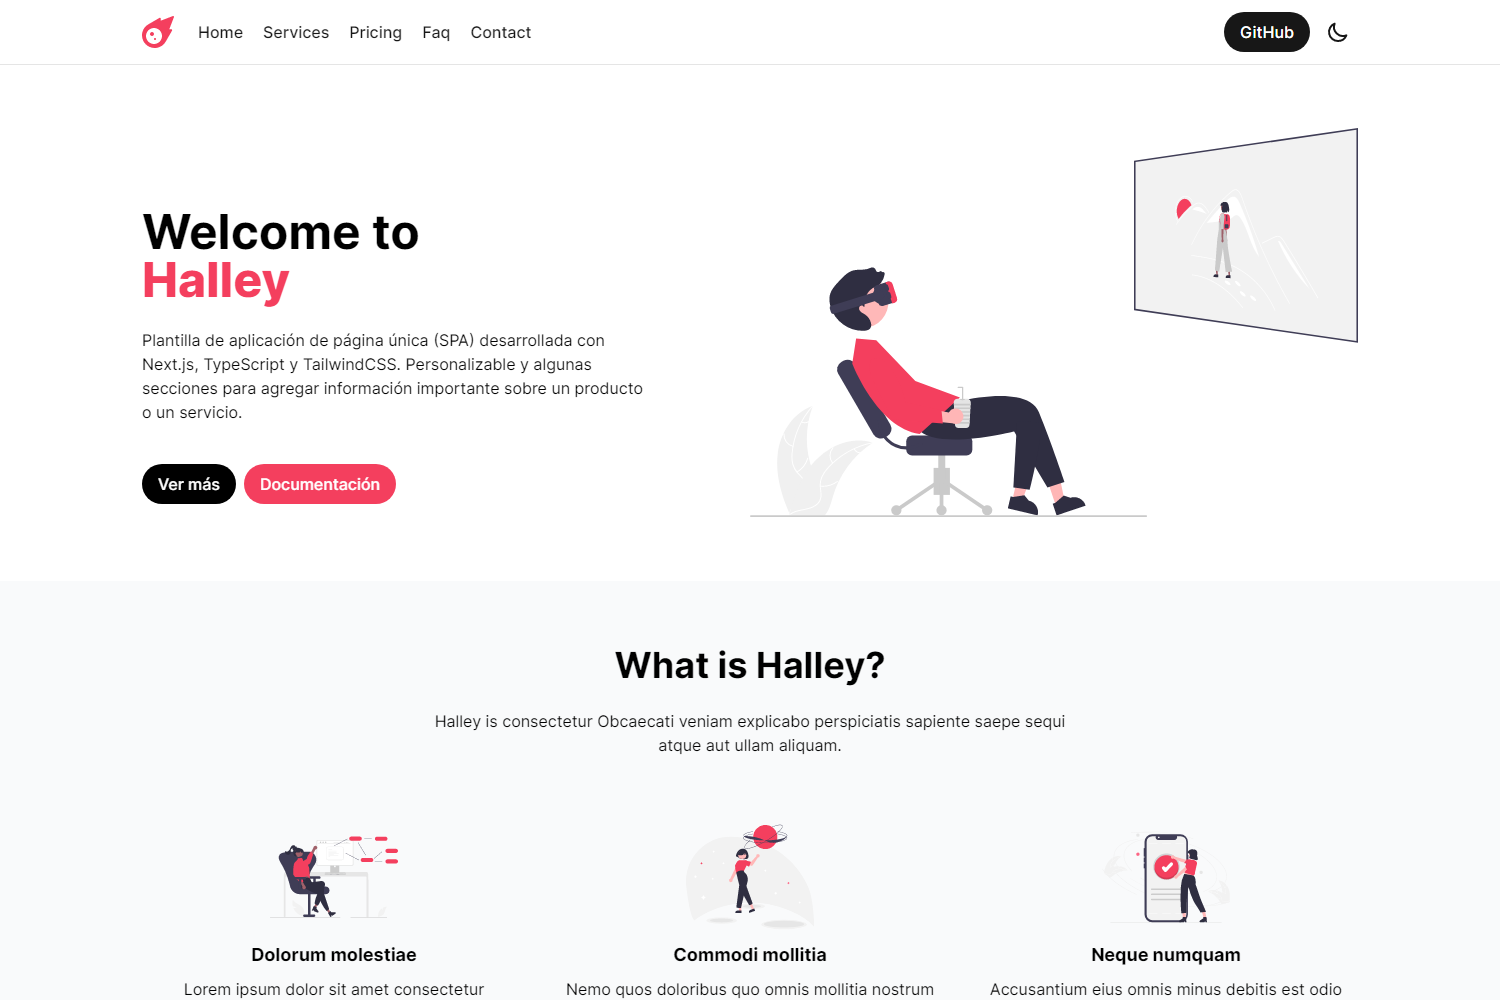 Home Services Pricing Faq Contact GitHub
Welcome to
Halley
Plantilla de aplicación de página única (SPA) desarrollada con
Next.js, TypeScript y TailwindCSS. Personalizable y algunas
secciones para agregar información importante sobre un producto
o un servicio.
Ver más Documentación
What is Halley?
Halley is consectetur Obcaecati veniam explicabo perspiciatis sapiente saepe sequi
atque aut ullam aliquam.
Dolorum molestiae
Lorem ipsum dolor sit amet consectetur
Commodi mollitia
Nemo quos doloribus quo omnis mollitia nostrum
Neque numquam
Accusantium eius omnis minus debitis est odio